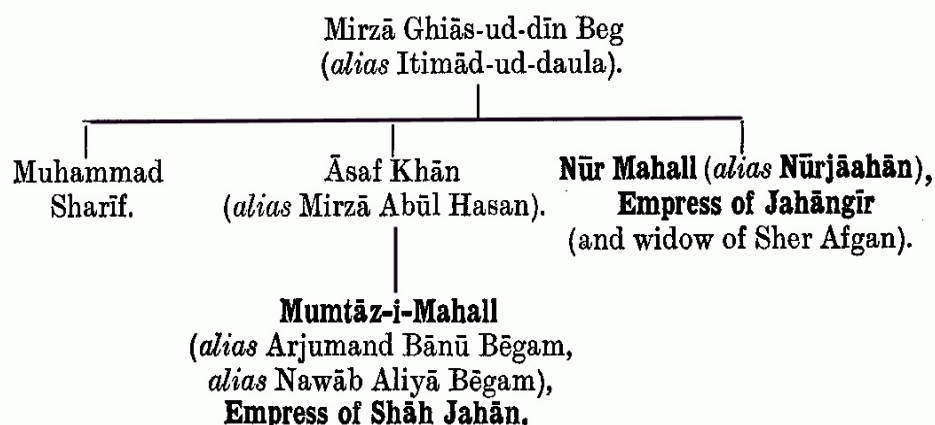 Mirzā Ghiās-ud-dīn Beg
(alias Itimād-ud-daula).
Muhammad
Sharīf.
Āsaf Khān
(alias Mirzā Abūl Hasan).
Nūr Mahall (alias Nūrjāahān),
Empress of Jahāngīr
(and widow of Sher Afgan).
Mumtāz-i-Mahall
(alias Arjumand Bānū Bēgam,
alias Nawāb Aliyā Bēgam),
Empress of Shāh Jahān.